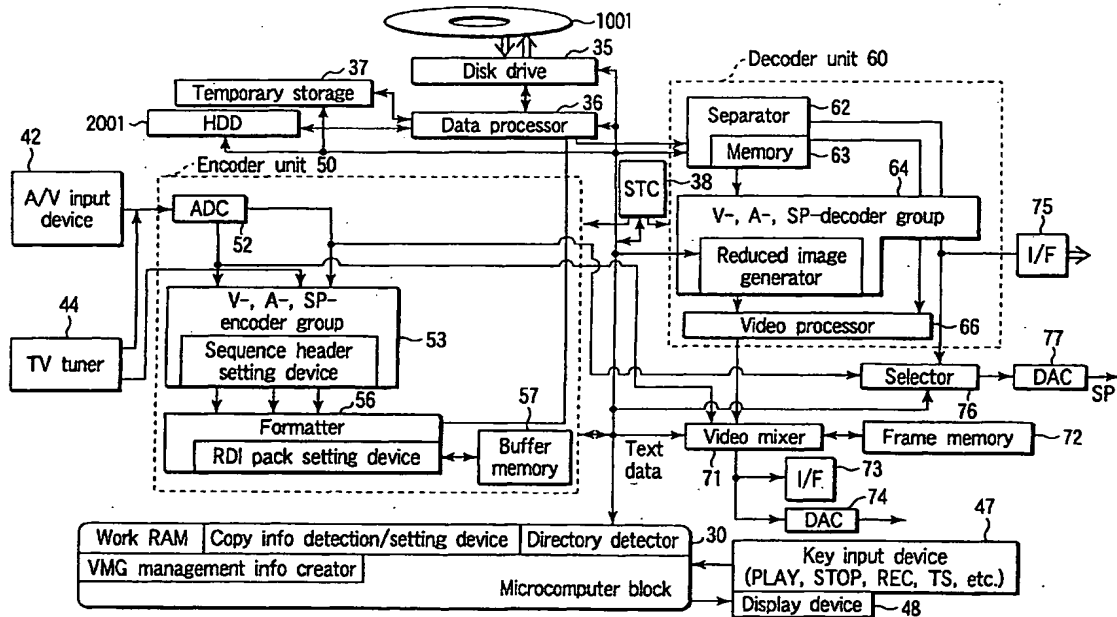 1001
35
Disk drive
Decoder unit 60
37
Temporary storage
36
62
2001
HDD
Data processor
Separator
42
Encoder unit 50
Memory
63
38
64
A/V input
device
ADC
52
STC
V-, A-, SP-decoder group
75
I/F
Reduced image
generator
44
V-, A-, SP-
encoder group
53
Video processor
66
TV tuner
Sequence header
setting device
77
Selector
DAC
76
SP
56
57
Formatter
RDI pack setting device
Buffer
memory
Text
data
Video mixer
71
Frame memory
72
I/F
73
74
DAC
47
Work RAM
Copy info detection/setting device
Directory detector
30
Key input device
(PLAY, STOP, REC, TS, etc.)
VMG management info creator
Microcomputer block
Display device
48